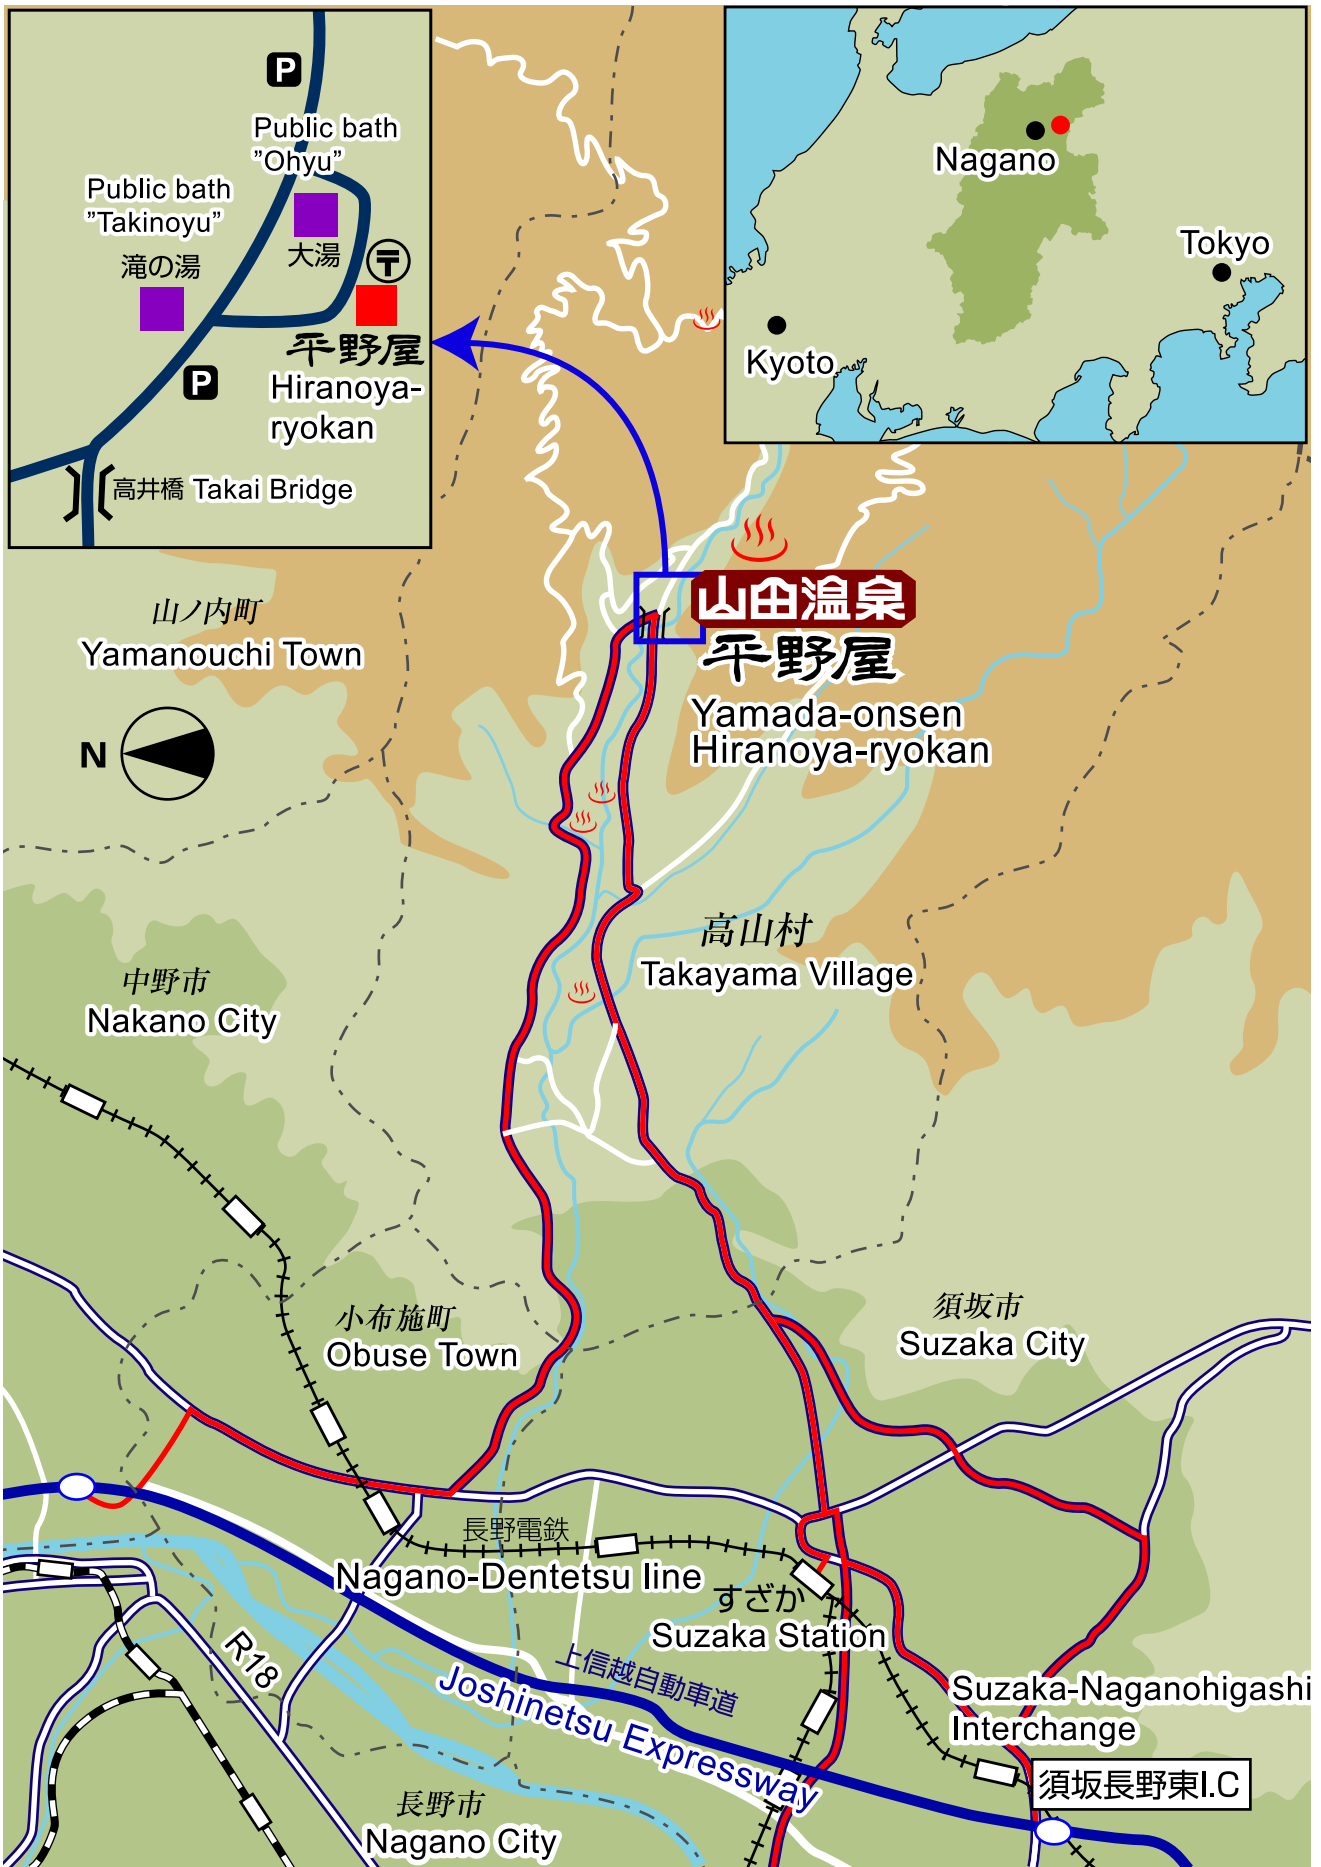 P
Public bath
”Ohyu”
Public bath
”Takinoyu”
大湯
滝の湯
〒
平野屋
Hiranoya-
ryokan
P
高井橋 Takai Bridge
Nagano
Tokyo
Kyoto
山ノ内町
Yamanouchi Town
N
山田温泉
平野屋
Yamada-onsen
Hiranoya-ryokan
高山村
Takayama Village
中野市
Nakano City
小布施町
Obuse Town
須坂市
Suzaka City
長野電鉄
Nagano-Dentetsu line
すざか
Suzaka Station
R18
上信越自動車道
Joshinetsu Expressway
Suzaka-Naganohigashi
Interchange
須坂長野東I.C
長野市
Nagano City